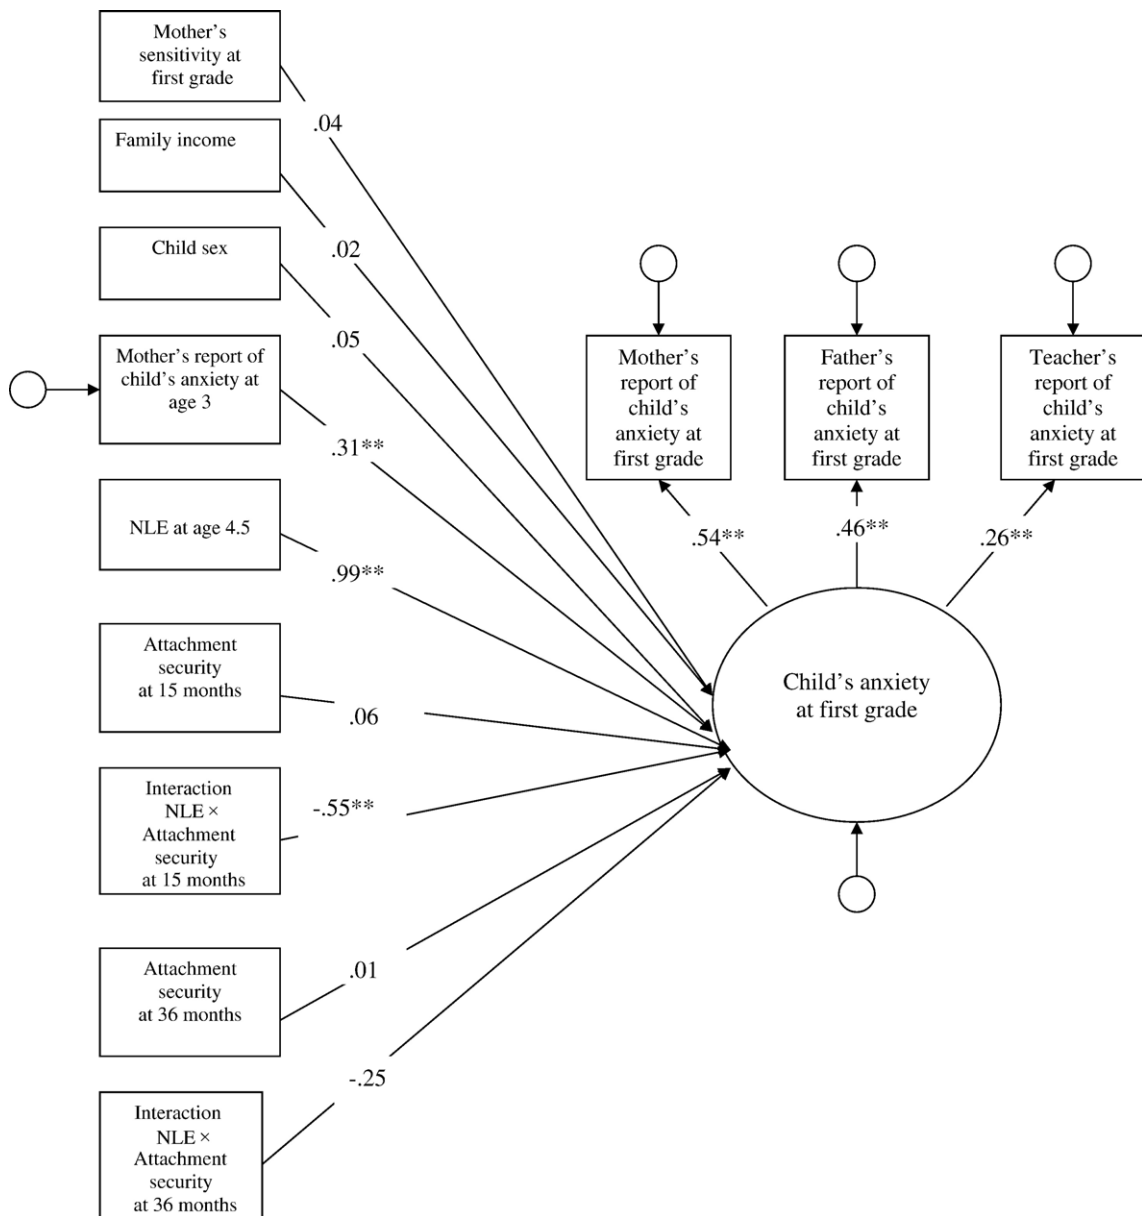 Mother's
sensitivity at
first grade
.04
Family income
.02
Child sex
.05
Mother's report of
child's anxiety at
age 3
.31**
NLE at age 4.5
.99**
Attachment
security
at 15 months
.06
Interaction
NLE ×
Attachment
security
at 15 months
-.55**
Attachment
security
at 36 months
.01
Interaction
NLE ×
Attachment
security
at 36 months
-.25
Mother's
report of
child's
anxiety at
first grade
.54**
Father's
report of
child's
anxiety at
first grade
.46**
Teacher's
report of
child's
anxiety at
first grade
.26**
Child's anxiety
at first grade